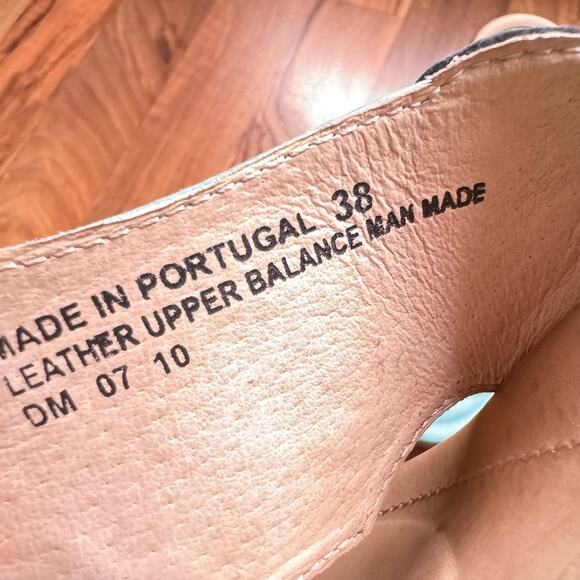 MADE IN PORTUGAL 38
LEATHER UPPER BALANCE MAN MADE
DM 07 10